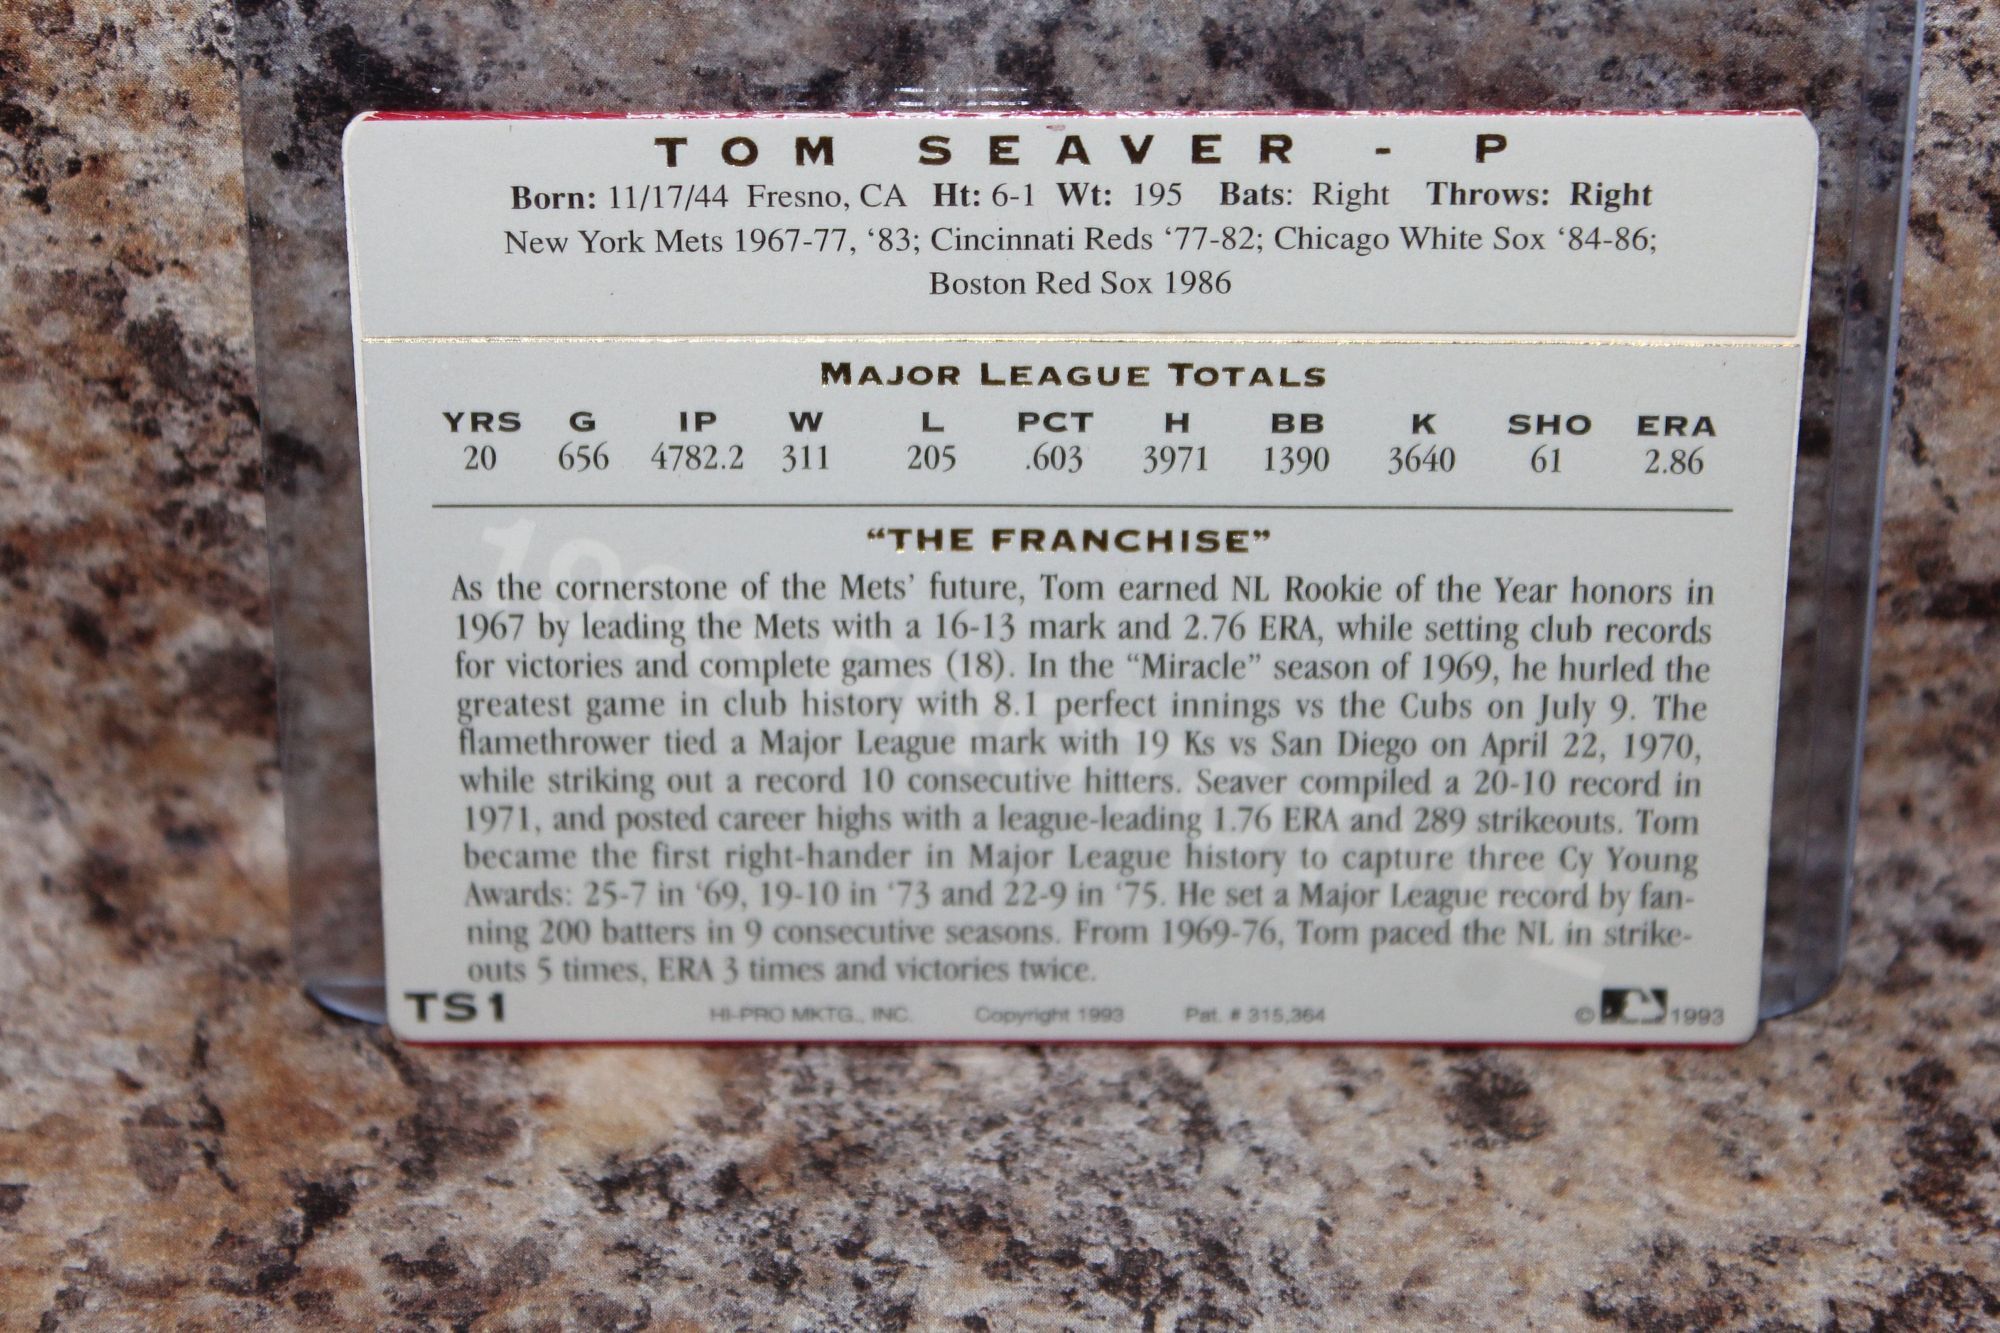 TOM SEAVER - P
Born: 11/17/44 Fresno, CA Ht: 6-1 Wt: 195 Bats: Right Throws: Right
New York Mets 1967-77, ‘83; Cincinnati Reds ‘77-82; Chicago White Sox ‘84-86;
Boston Red Sox 1986
MAJOR LEAGUE TOTALS
YRS G IP W L PCT H BB K SHO ERA
20 656 4782.2 311 205 .603 3971 1390 3640 61 2.86
“THE FRANCHISE”
As the cornerstone of the Mets’ future, Tom earned NL Rookie of the Year honors in
1967 by leading the Mets with a 16-13 mark and 2.76 ERA, while setting club records
for victories and complete games (18). In the “Miracle” season of 1969, he hurled the
greatest game in club history with 8.1 perfect innings vs the Cubs on July 9. The
flamethrower tied a Major League mark with 19 Ks vs San Diego on April 22, 1970,
while striking out a record 10 consecutive hitters. Seaver compiled a 20-10 record in
1971, and posted career highs with a league-leading 1.76 ERA and 289 strikeouts. Tom
became the first right-hander in Major League history to capture three Cy Young
Awards: 25-7 in ‘69, 19-10 in ‘73 and 22-9 in ‘75. He set a Major League record by fan-
ning 200 batters in 9 consecutive seasons. From 1969-76, Tom paced the NL in strike-
outs 5 times, ERA 3 times and victories twice.
TS1 HI-PRO MKTG., INC. Copyright 1993 Pat. # 315,364 © 1993